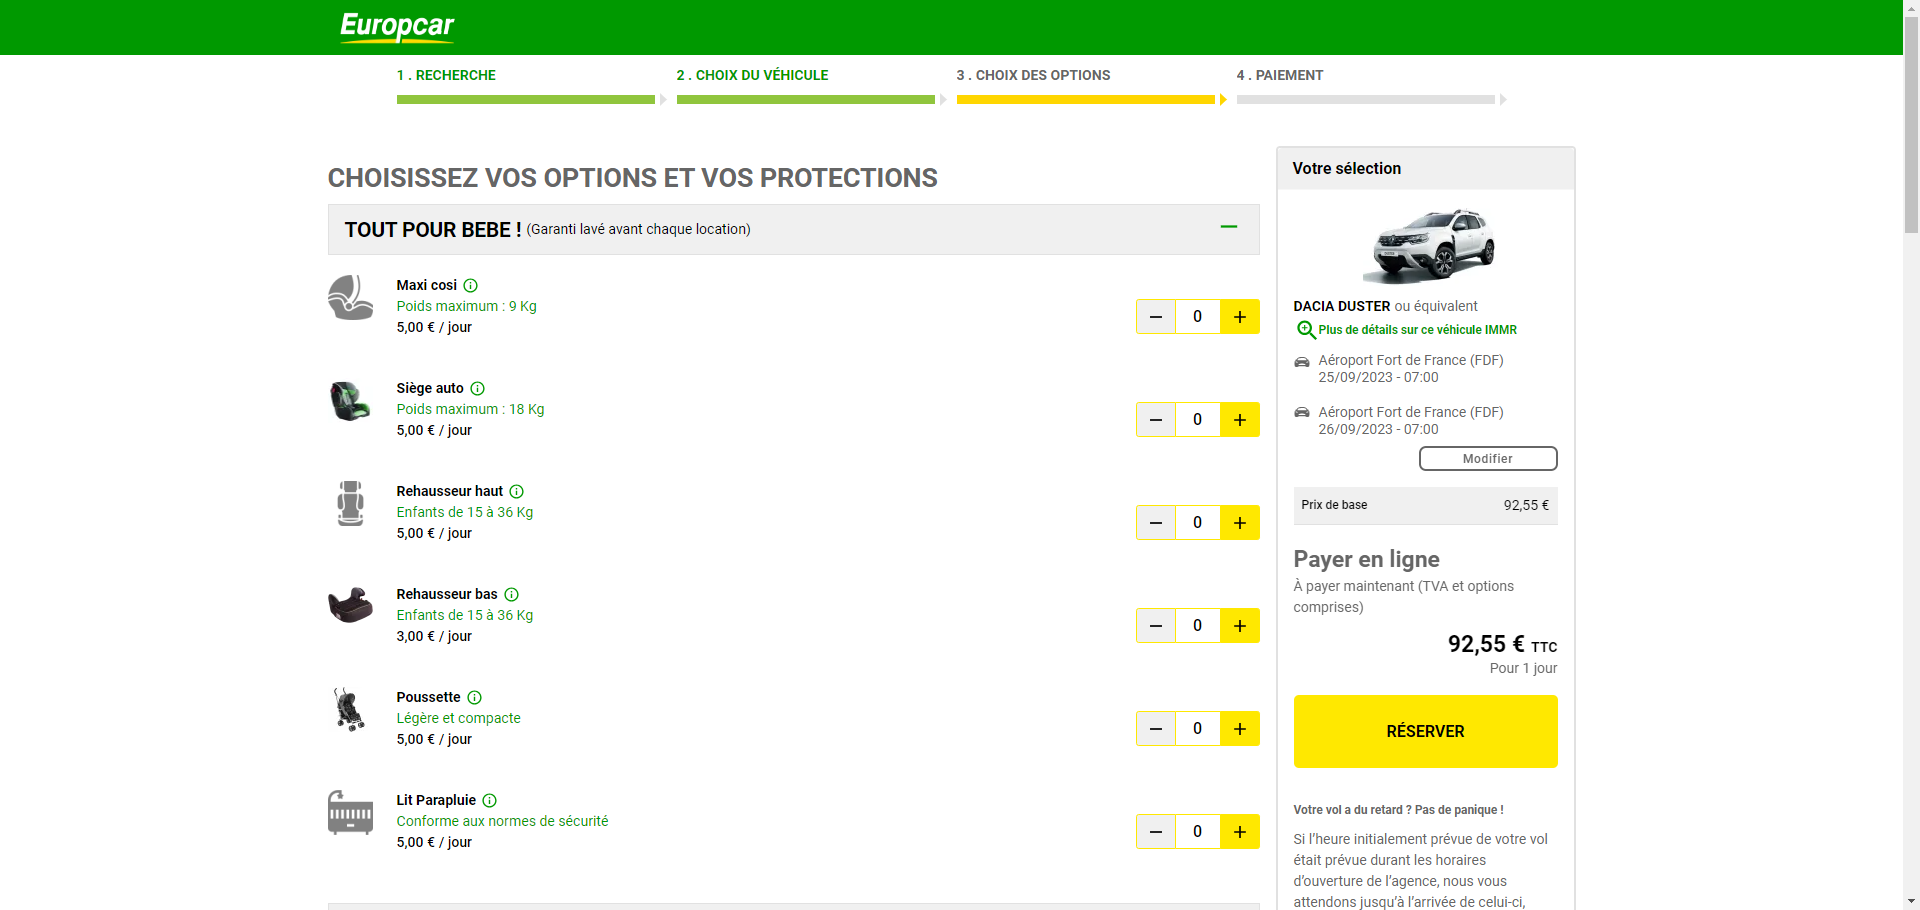 Europcar
1 . RECHERCHE
2 . CHOIX DU VÉHICULE
3 . CHOIX DES OPTIONS
4 . PAIEMENT
CHOISISSEZ VOS OPTIONS ET VOS PROTECTIONS
TOUT POUR BEBE ! (Garanti lavé avant chaque location)
Maxi cosi
Poids maximum : 9 Kg
5,00 € / jour
0
Siège auto
Poids maximum : 18 Kg
5,00 € / jour
0
Rehausseur haut
Enfants de 15 à 36 Kg
5,00 € / jour
0
Rehausseur bas
Enfants de 15 à 36 Kg
3,00 € / jour
0
Poussette
Légère et compacte
5,00 € / jour
0
Lit Parapluie
Conforme aux normes de sécurité
5,00 € / jour
0
Votre sélection
DACIA DUSTER ou équivalent
Plus de détails sur ce véhicule IMMR
Aéroport Fort de France (FDF)
25/09/2023 - 07:00
Aéroport Fort de France (FDF)
26/09/2023 - 07:00
Modifier
Prix de base 92,55 €
Payer en ligne
À payer maintenant (TVA et options
comprises)
92,55 € TTC
Pour 1 jour
RÉSERVER
Votre vol a du retard ? Pas de panique !
Si l’heure initialement prévue de votre vol
était prévue durant les horaires
d’ouverture de l’agence, nous vous
attendons jusqu’à l’arrivée de celui-ci,